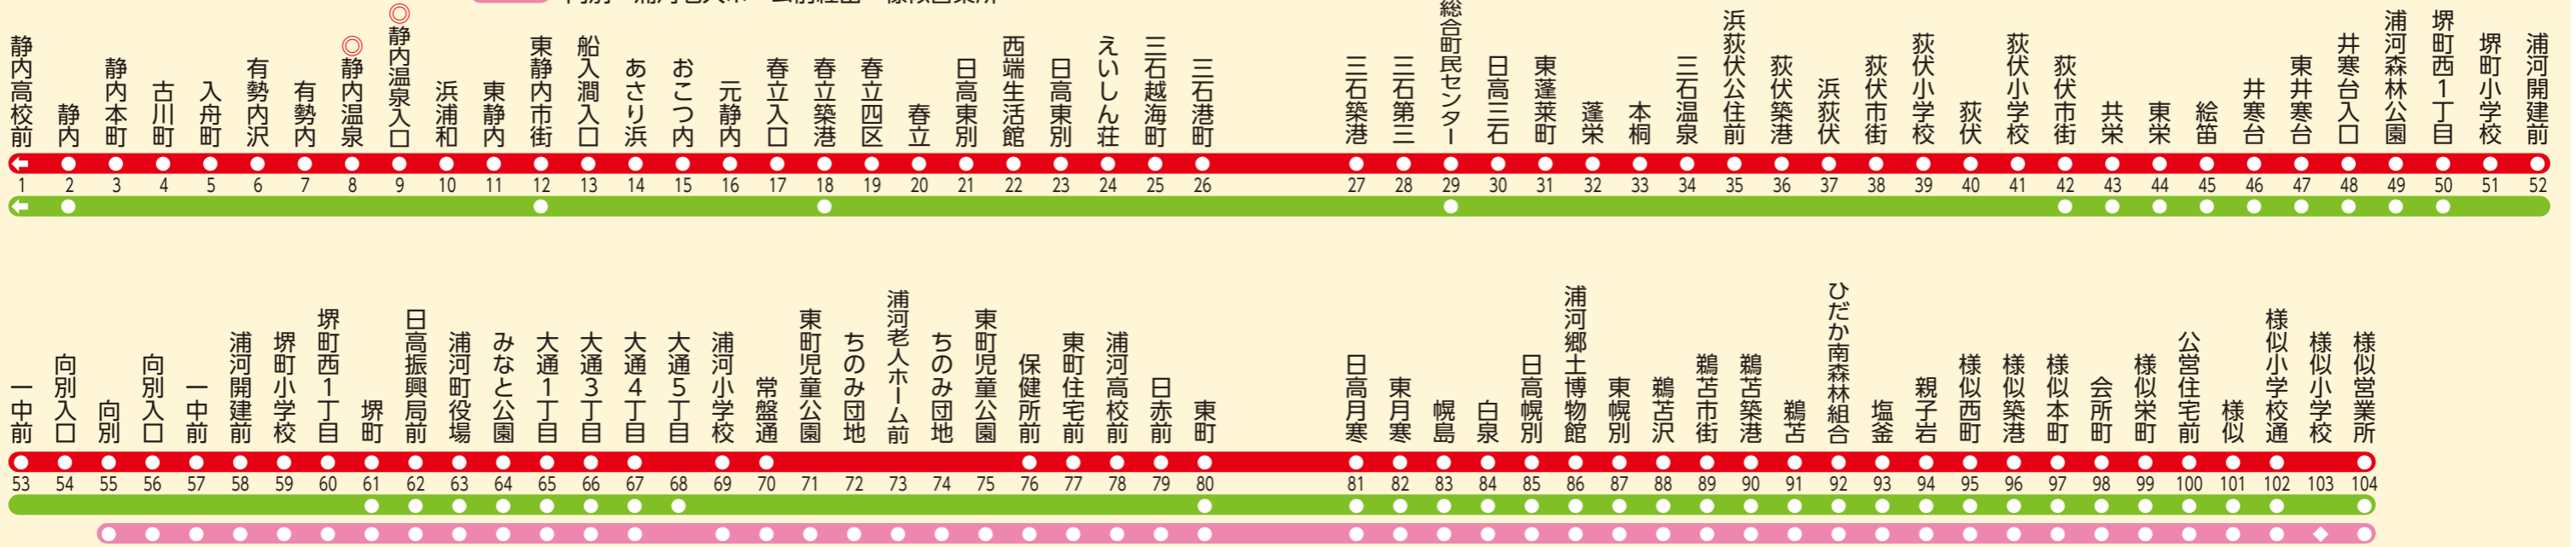 静内高校前
静内
静内本町
古川町
入舟町
有勢内沢
有勢内
◎静内温泉
◎静内温泉入口
浜浦和
東静内
東静内市街
船入澗入口
あさり浜
おこつ内
元静内
春立入口
春立築港
春立四区
春立
日高東別
西端生活館
日高東別
えいしん荘
三石越海町
三石港町
三石築港
三石第三
総合町民センター
日高三石
東蓬莱町
蓬栄
本桐
三石温泉
浜荻伏公住前
荻伏築港
浜荻伏
荻伏市街
荻伏小学校
荻伏
荻伏小学校
荻伏市街
共栄
東栄
絵笛
井寒台
東井寒台
井寒台入口
浦河森林公園
堺町西1丁目
堺町小学校
浦河開建前
1 2 3 4 5 6 7 8 9 10 11 12 13 14 15 16 17 18 19 20 21 22 23 24 25 26 27 28 29 30 31 32 33 34 35 36 37 38 39 40 41 42 43 44 45 46 47 48 49 50 51 52
一中前
向別入口
向別
向別入口
一中前
浦河開建前
堺町小学校
堺町西1丁目
堺町
日高振興局前
浦河町役場
みなと公園
大通1丁目
大通3丁目
大通4丁目
大通5丁目
浦河小学校
常盤通
東町児童公園
ちのみ団地
浦河老人ホーム前
ちのみ団地
東町児童公園
保健所前
東町住宅前
浦河高校前
日赤前
東町
日高月寒
東月寒
幌島
白泉
日高幌別
浦河郷土博物館
東幌別
鵜苫沢
鵜苫市街
鵜苫築港
鵜苫
ひだか南森林組合
塩釜
親子岩
様似西町
様似築港
様似本町
会所町
様似栄町
公営住宅前
様似
様似小学校通
様似小学校
様似営業所
53 54 55 56 57 58 59 60 61 62 63 64 65 66 67 68 69 70 71 72 73 74 75 76 77 78 79 80 81 82 83 84 85 86 87 88 89 90 91 92 93 94 95 96 97 98 99 100 101 102 103 104